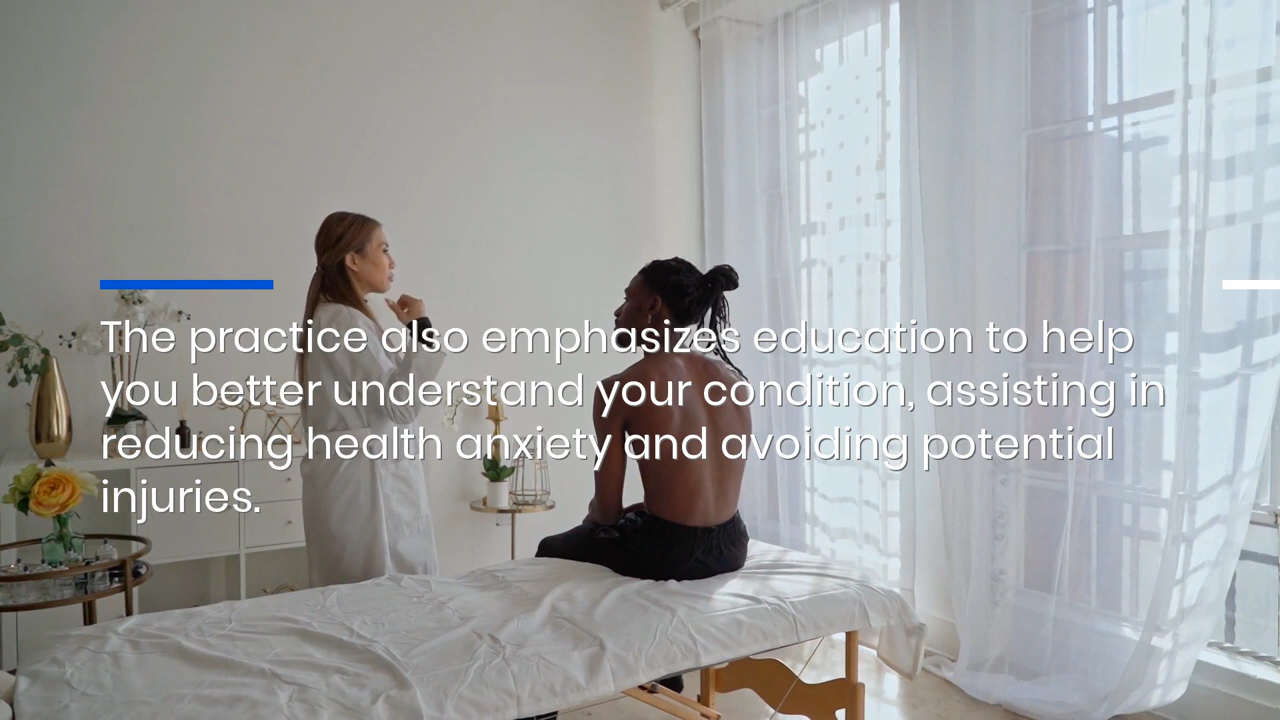 The practice also emphasizes education to help
you better understand your condition, assisting in
reducing health anxiety and avoiding potential
injuries.